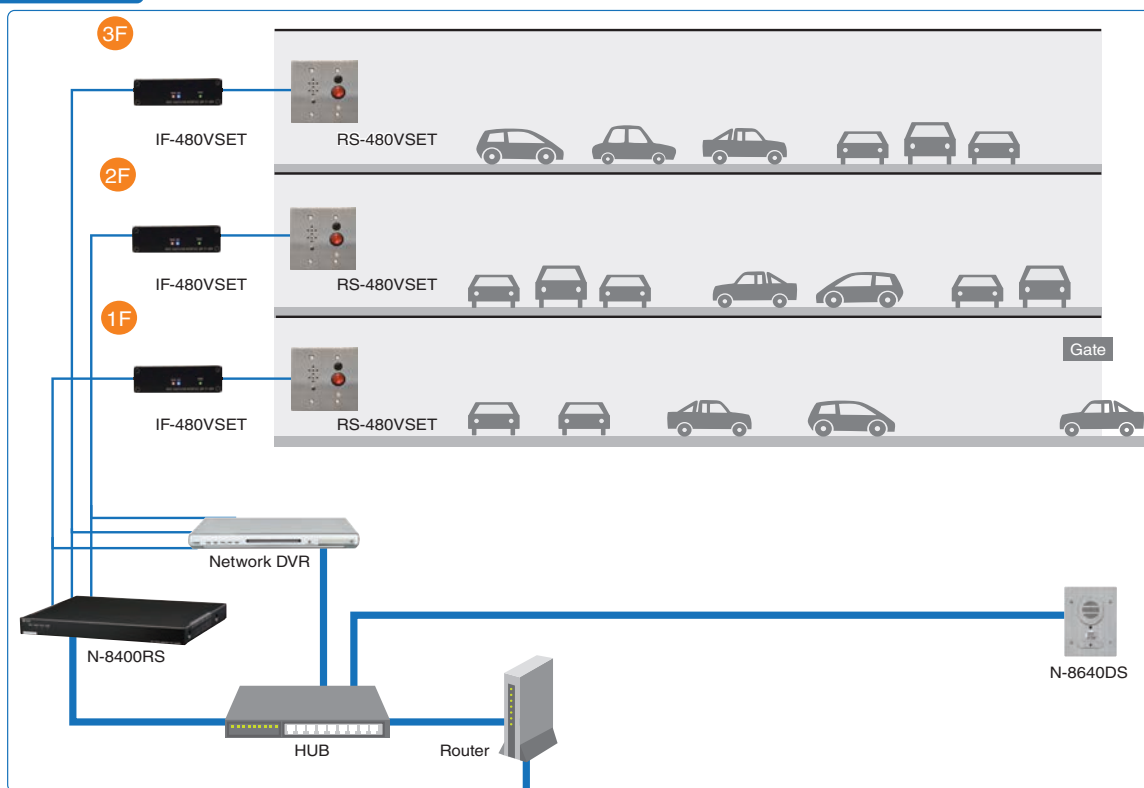 3F
IF-480VSET
RS-480VSET
2F
IF-480VSET
RS-480VSET
1F
Gate
IF-480VSET
RS-480VSET
Network DVR
N-8400RS
N-8640DS
HUB
Router